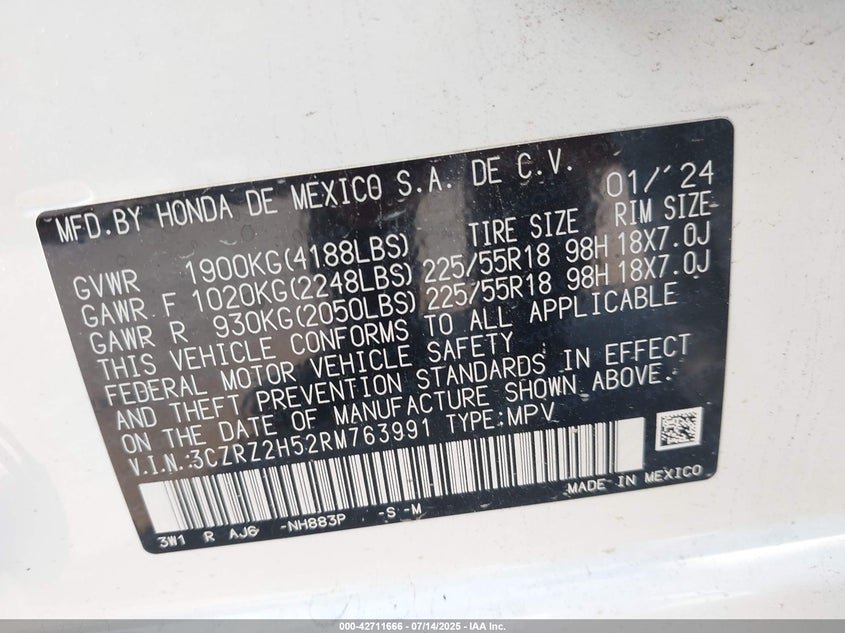 MFD.BY HONDA DE MEXICO S.A. DE C.V. 01/'24
TIRE SIZE RIM SIZE
GVWR 1900KG(4188LBS)
GAWR F 1020KG(2248LBS) 225/55R18 98H 18X7.0J
GAWR R 930KG(2050LBS) 225/55R18 98H 18X7.0J
THIS VEHICLE CONFORMS TO ALL APPLICABLE
FEDERAL MOTOR VEHICLE SAFETY
AND THEFT PREVENTION STANDARDS IN EFFECT
ON THE DATE OF MANUFACTURE SHOWN ABOVE.
V.I.N.:3CZRZ2H52RM763991 TYPE:MPV
MADE IN MEXICO
3W1 R AJG -NH883P -S -M
000-42711666 - 07/14/2025 - IAA Inc.